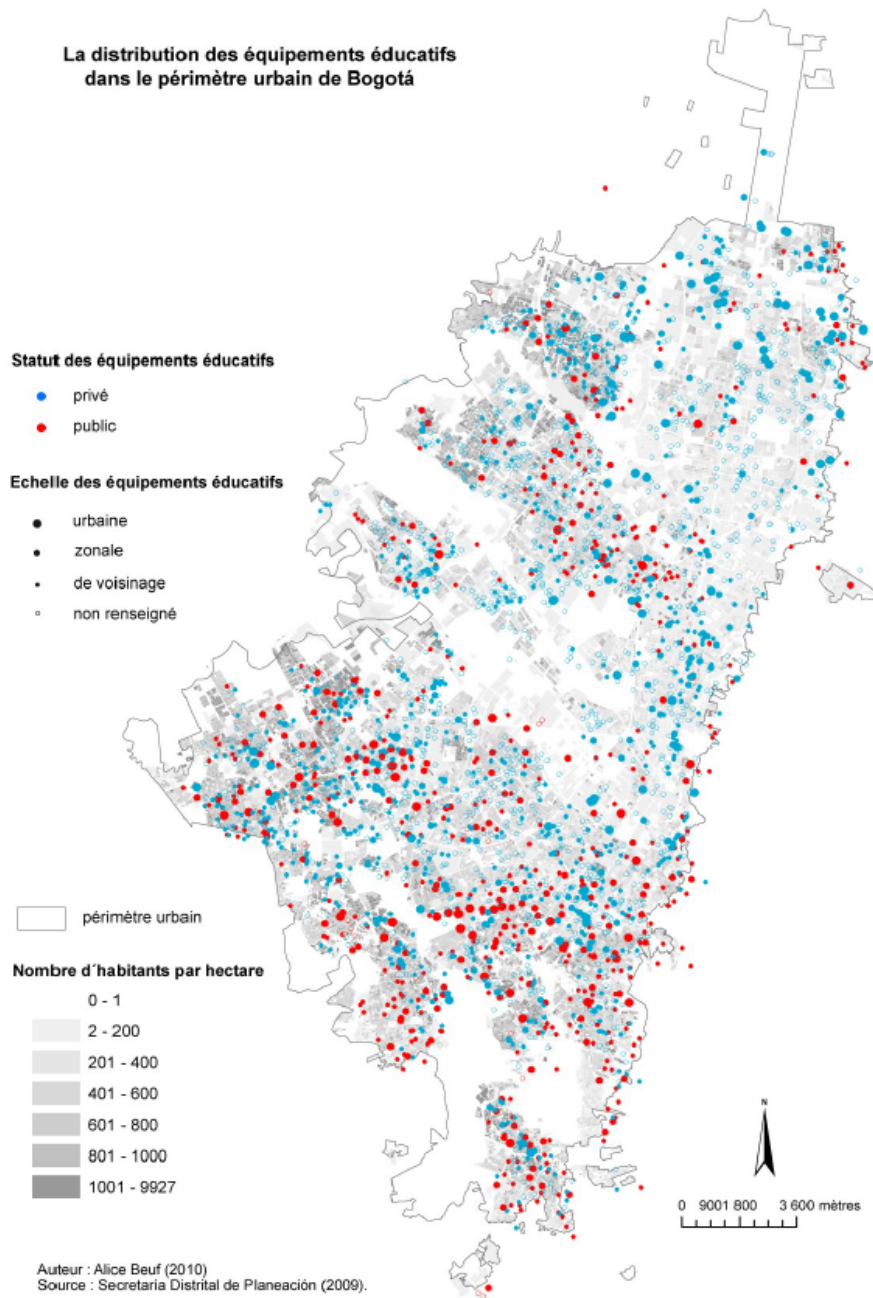 La distribution des équipements éducatifs
dans le périmètre urbain de Bogotá
Statut des équipements éducatifs
privé
public
Echelle des équipements éducatifs
urbaine
zonale
de voisinage
non renseigné
périmètre urbain
Nombre d´habitants par hectare
0 - 1
2 - 200
201 - 400
401 - 600
601 - 800
801 - 1000
1001 - 9927
N
0 9001 800 3 600 mètres
Auteur : Alice Beuf (2010)
Source : Secretaría Distrital de Planeación (2009).